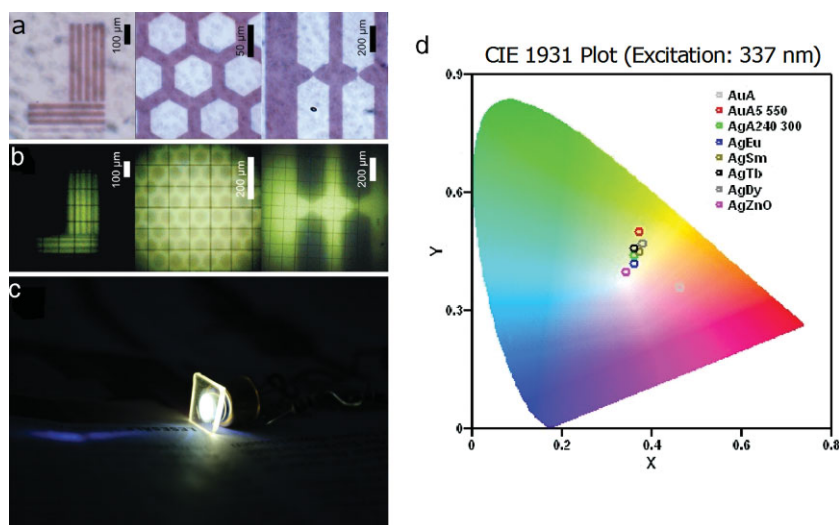 a
100 µm
50 µm
200 µm
b
100 µm
200 µm
200 µm
c
d
CIE 1931 Plot (Excitation: 337 nm)
0.9
0.6
0.3
0
Y
0
0.2
0.4
0.6
0.8
X
AuA
AuA5 550
AgA240 300
AgEu
AgSm
AgTb
AgDy
AgZnO